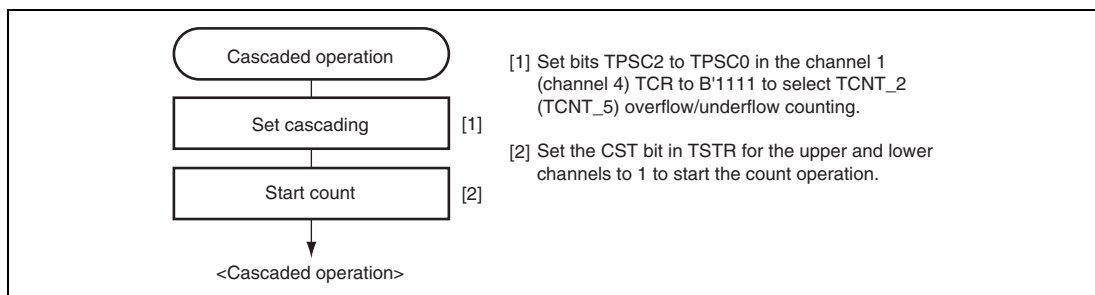 Cascaded operation
Set cascading
[1]
Start count
[2]
<Cascaded operation>
[1] Set bits TPSC2 to TPSC0 in the channel 1
(channel 4) TCR to B'1111 to select TCNT_2
(TCNT_5) overflow/underflow counting.
[2] Set the CST bit in TSTR for the upper and lower
channels to 1 to start the count operation.